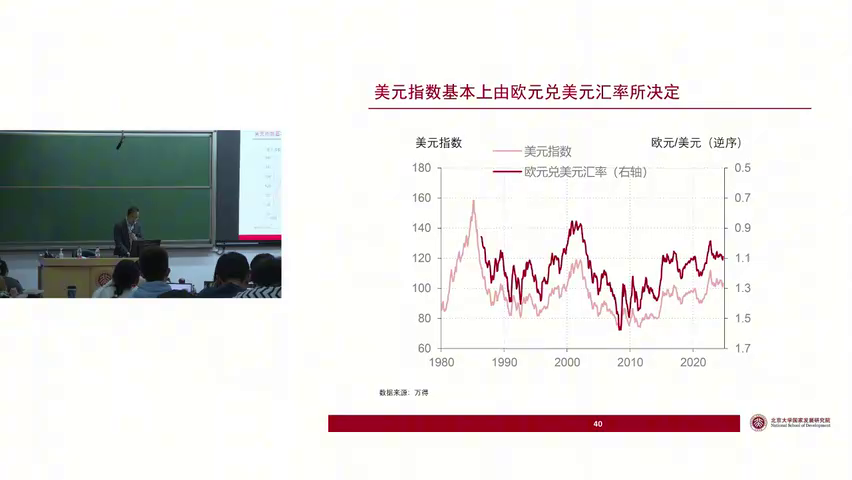 美元指数基本上由欧元兑美元汇率所决定
美元指数
欧元/美元（逆序）
美元指数
欧元兑美元汇率（右轴）
180
160
140
120
100
80
60
0.5
0.7
0.9
1.1
1.3
1.5
1.7
1980
1990
2000
2010
2020
数据来源：万得
40
北京大学国家发展研究院
National School of Development